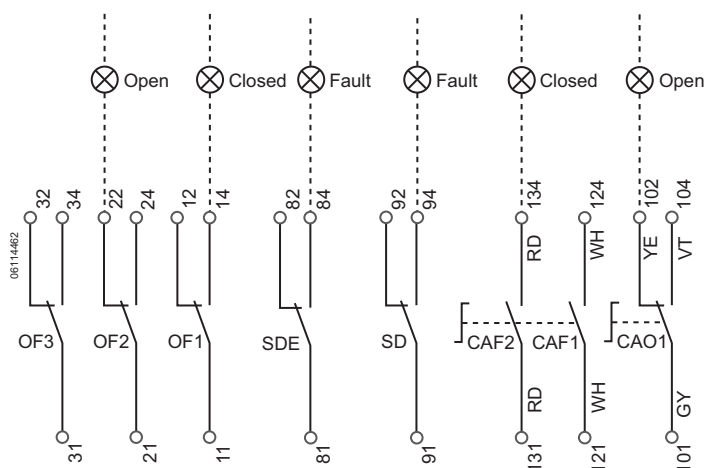 Open
Closed
Fault
Fault
Closed
Open
32
34
22
24
12
14
82
84
92
94
134
124
102
104
06114462
RD
WH
YE
VT
OF3
OF2
OF1
SDE
SD
CAF2
CAF1
CAO1
RD
WH
GY
31
21
11
81
91
131
121
101